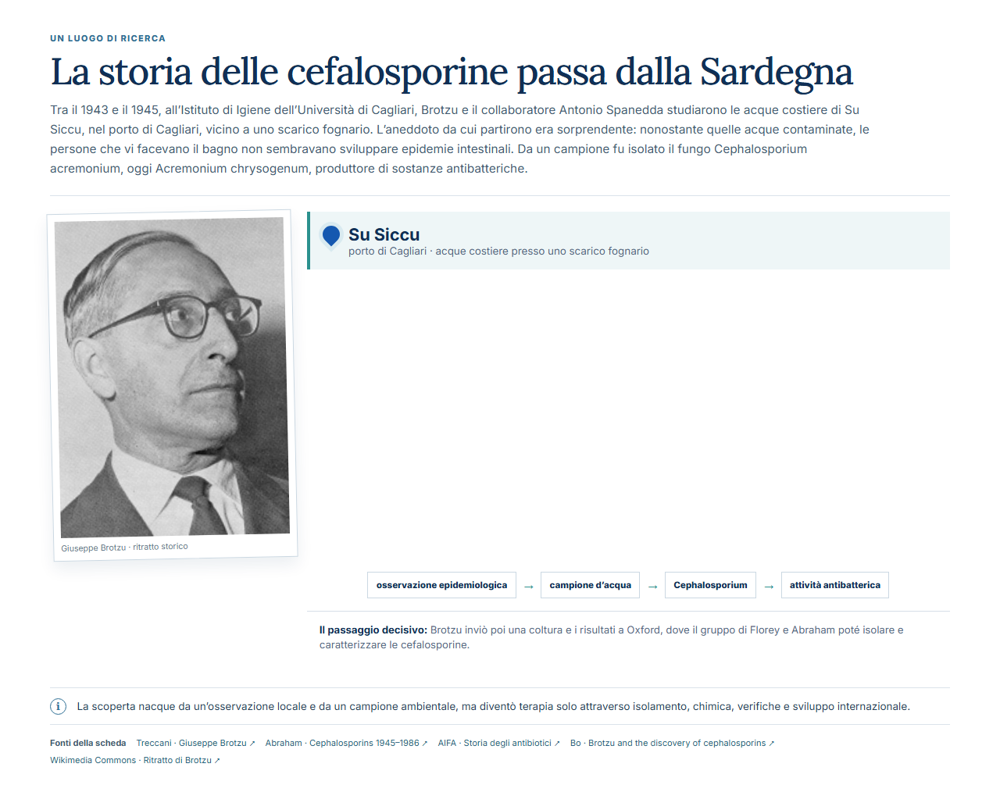 UN LUOGO DI RICERCA
La storia delle cefalosporine passa dalla Sardegna
Tra il 1943 e il 1945, all’Istituto di Igiene dell’Università di Cagliari, Brotzu e il collaboratore Antonio Spanedda studiarono le acque costiere di Su
Siccu, nel porto di Cagliari, vicino a uno scarico fognario. L’aneddoto da cui partirono era sorprendente: nonostante quelle acque contaminate, le
persone che vi facevano il bagno non sembravano sviluppare epidemie intestinali. Da un campione fu isolato il fungo Cephalosporium
acremonium, oggi Acremonium chrysogenum, produttore di sostanze antibatteriche.
Su Siccu
porto di Cagliari · acque costiere presso uno scarico fognario
Giuseppe Brotzu · ritratto storico
osservazione epidemiologica → campione d’acqua → Cephalosporium → attività antibatterica
Il passaggio decisivo: Brotzu inviò poi una coltura e i risultati a Oxford, dove il gruppo di Florey e Abraham poté isolare e
caratterizzare le cefalosporine.
i La scoperta nacque da un’osservazione locale e da un campione ambientale, ma diventò terapia solo attraverso isolamento, chimica, verifiche e sviluppo internazionale.
Fonti della scheda Treccani · Giuseppe Brotzu ↗ Abraham · Cephalosporins 1945–1986 ↗ AIFA · Storia degli antibiotici ↗ Bo · Brotzu and the discovery of cephalosporins ↗
Wikimedia Commons · Ritratto di Brotzu ↗